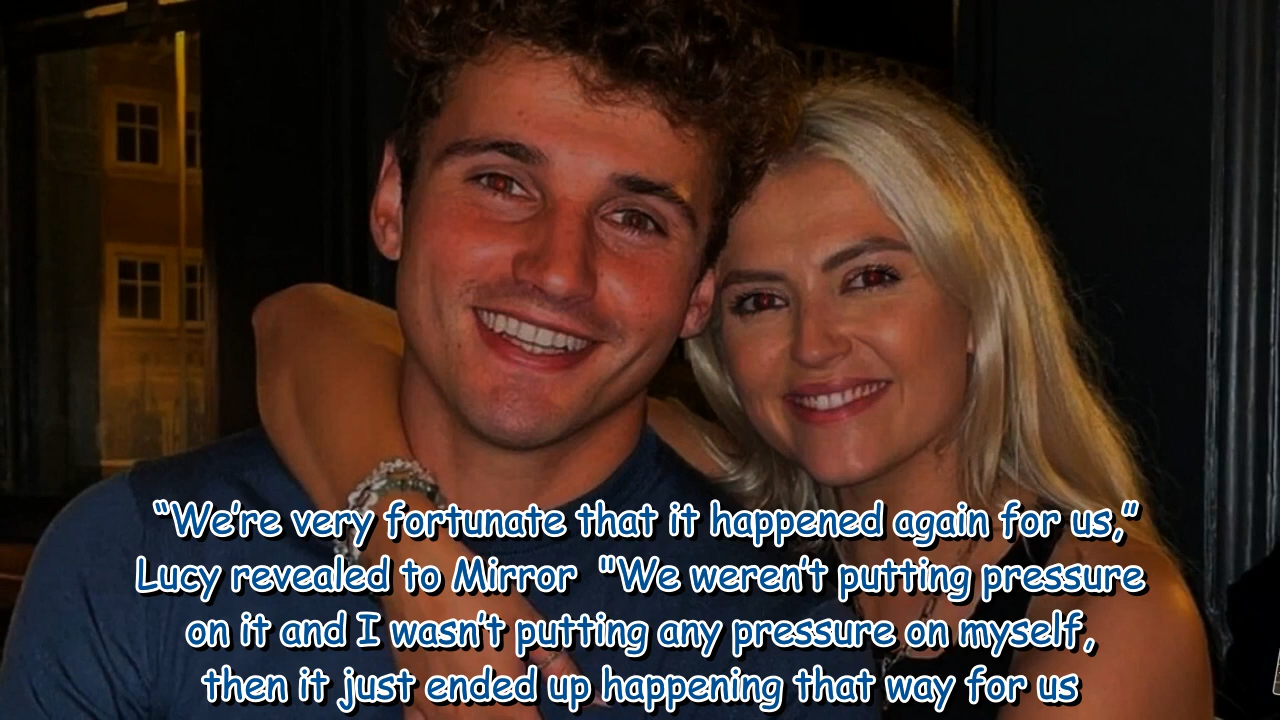 “We’re very fortunate that it happened again for us,”
Lucy revealed to Mirror "We weren’t putting pressure
on it and I wasn’t putting any pressure on myself,
then it just ended up happening that way for us